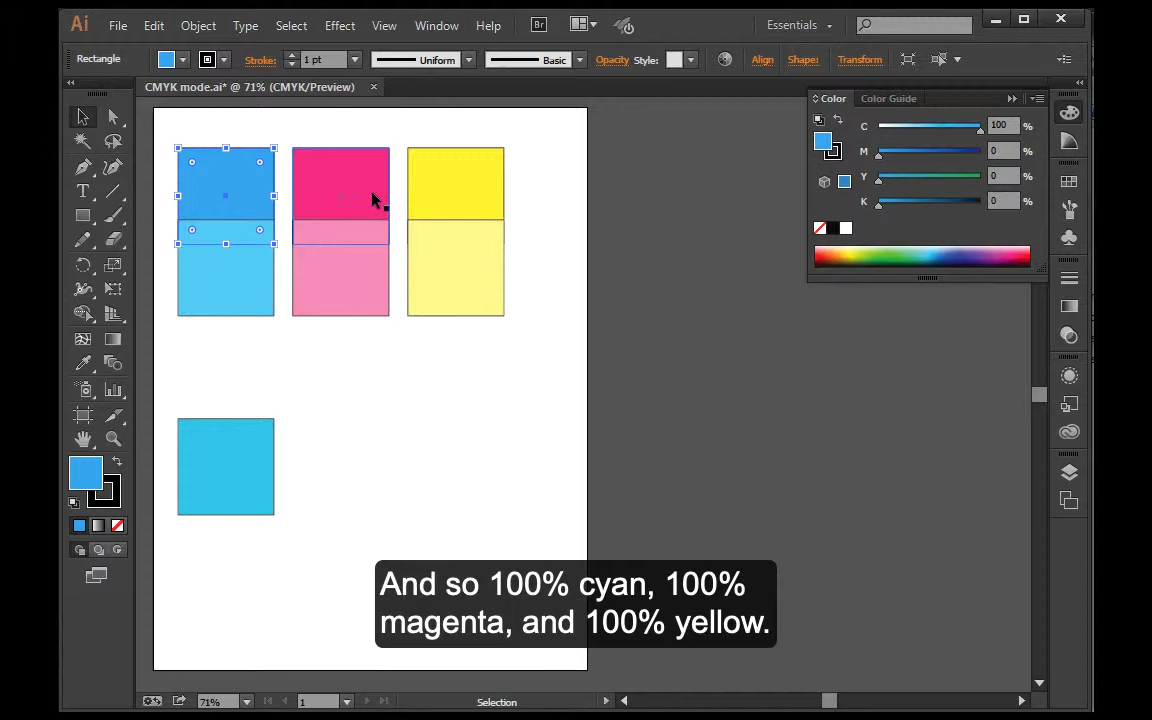 Ai File Edit Object Type Select Effect View Window Help Br Essentials
Rectangle Stroke: 1 pt Uniform Basic Opacity Style: Align Shape: Transform
CMYK mode.ai* @ 71% (CMYK/Preview) ×
Color Color Guide
C 100 %
M 0 %
Y 0 %
K 0 %
T
And so 100% cyan, 100%
magenta, and 100% yellow.
71% 1 Selection